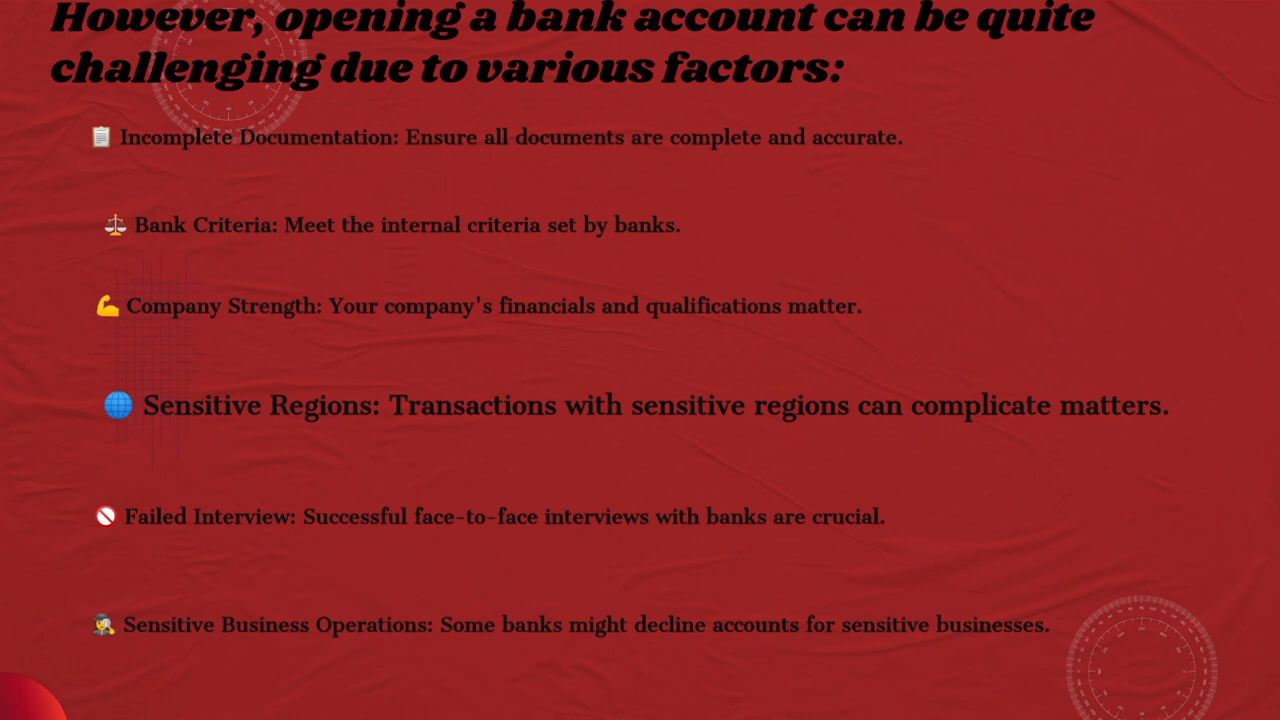 However, opening a bank account can be quite
challenging due to various factors:
📋 Incomplete Documentation: Ensure all documents are complete and accurate.
⚖️ Bank Criteria: Meet the internal criteria set by banks.
💪 Company Strength: Your company's financials and qualifications matter.
🌐 Sensitive Regions: Transactions with sensitive regions can complicate matters.
🚫 Failed Interview: Successful face-to-face interviews with banks are crucial.
🕵️ Sensitive Business Operations: Some banks might decline accounts for sensitive businesses.